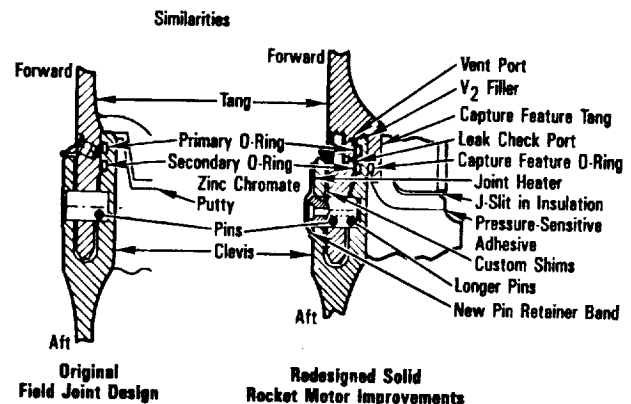 Similarities
Forward
Tang
Primary O-Ring
Secondary O-Ring
Zinc Chromate
Putty
Pins
Clevis
Aft
Original
Field Joint Design
Forward
Vent Port
V2 Filler
Capture Feature Tang
Leak Check Port
Capture Feature O-Ring
Joint Heater
J-Slit in Insulation
Pressure-Sensitive
Adhesive
Custom Shims
Longer Pins
New Pin Retainer Band
Aft
Redesigned Solid
Rocket Motor Improvements